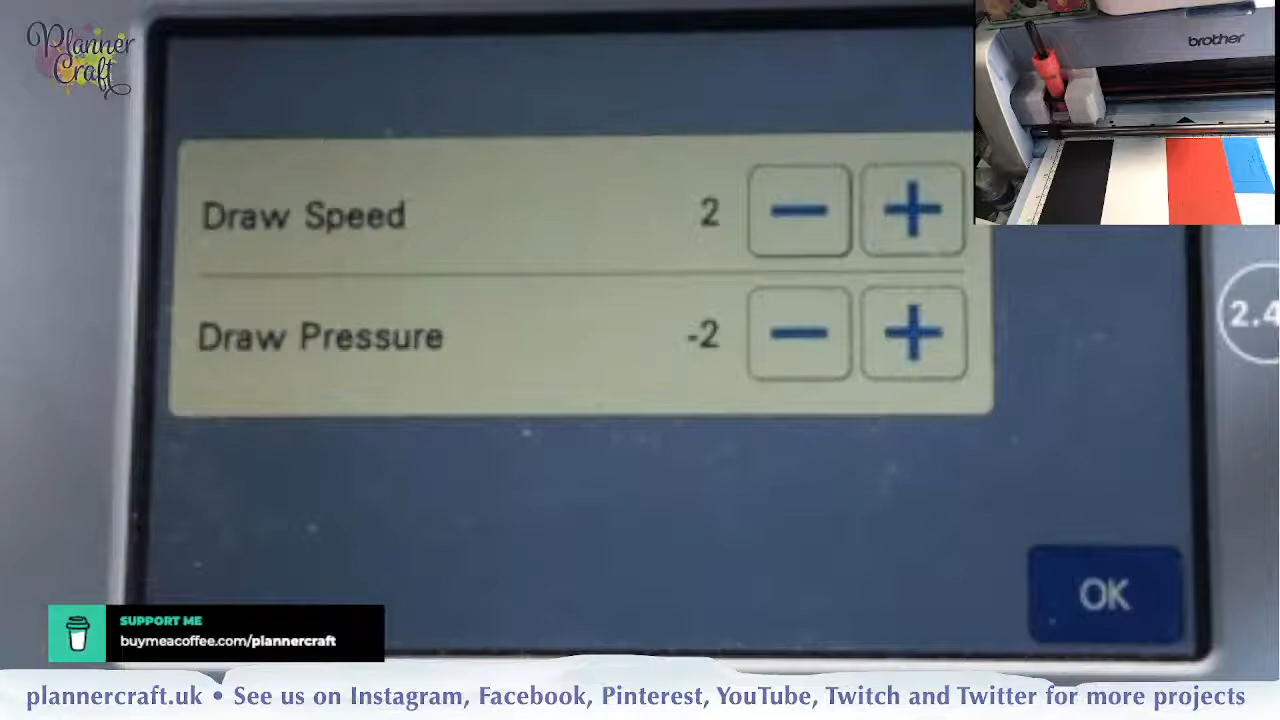 Planner
Craft
brother
Draw Speed 2 - +
Draw Pressure -2 - +
2.4
OK
SUPPORT ME
buymeacoffee.com/plannercraft
plannercraft.uk • See us on Instagram, Facebook, Pinterest, YouTube, Twitch and Twitter for more projects